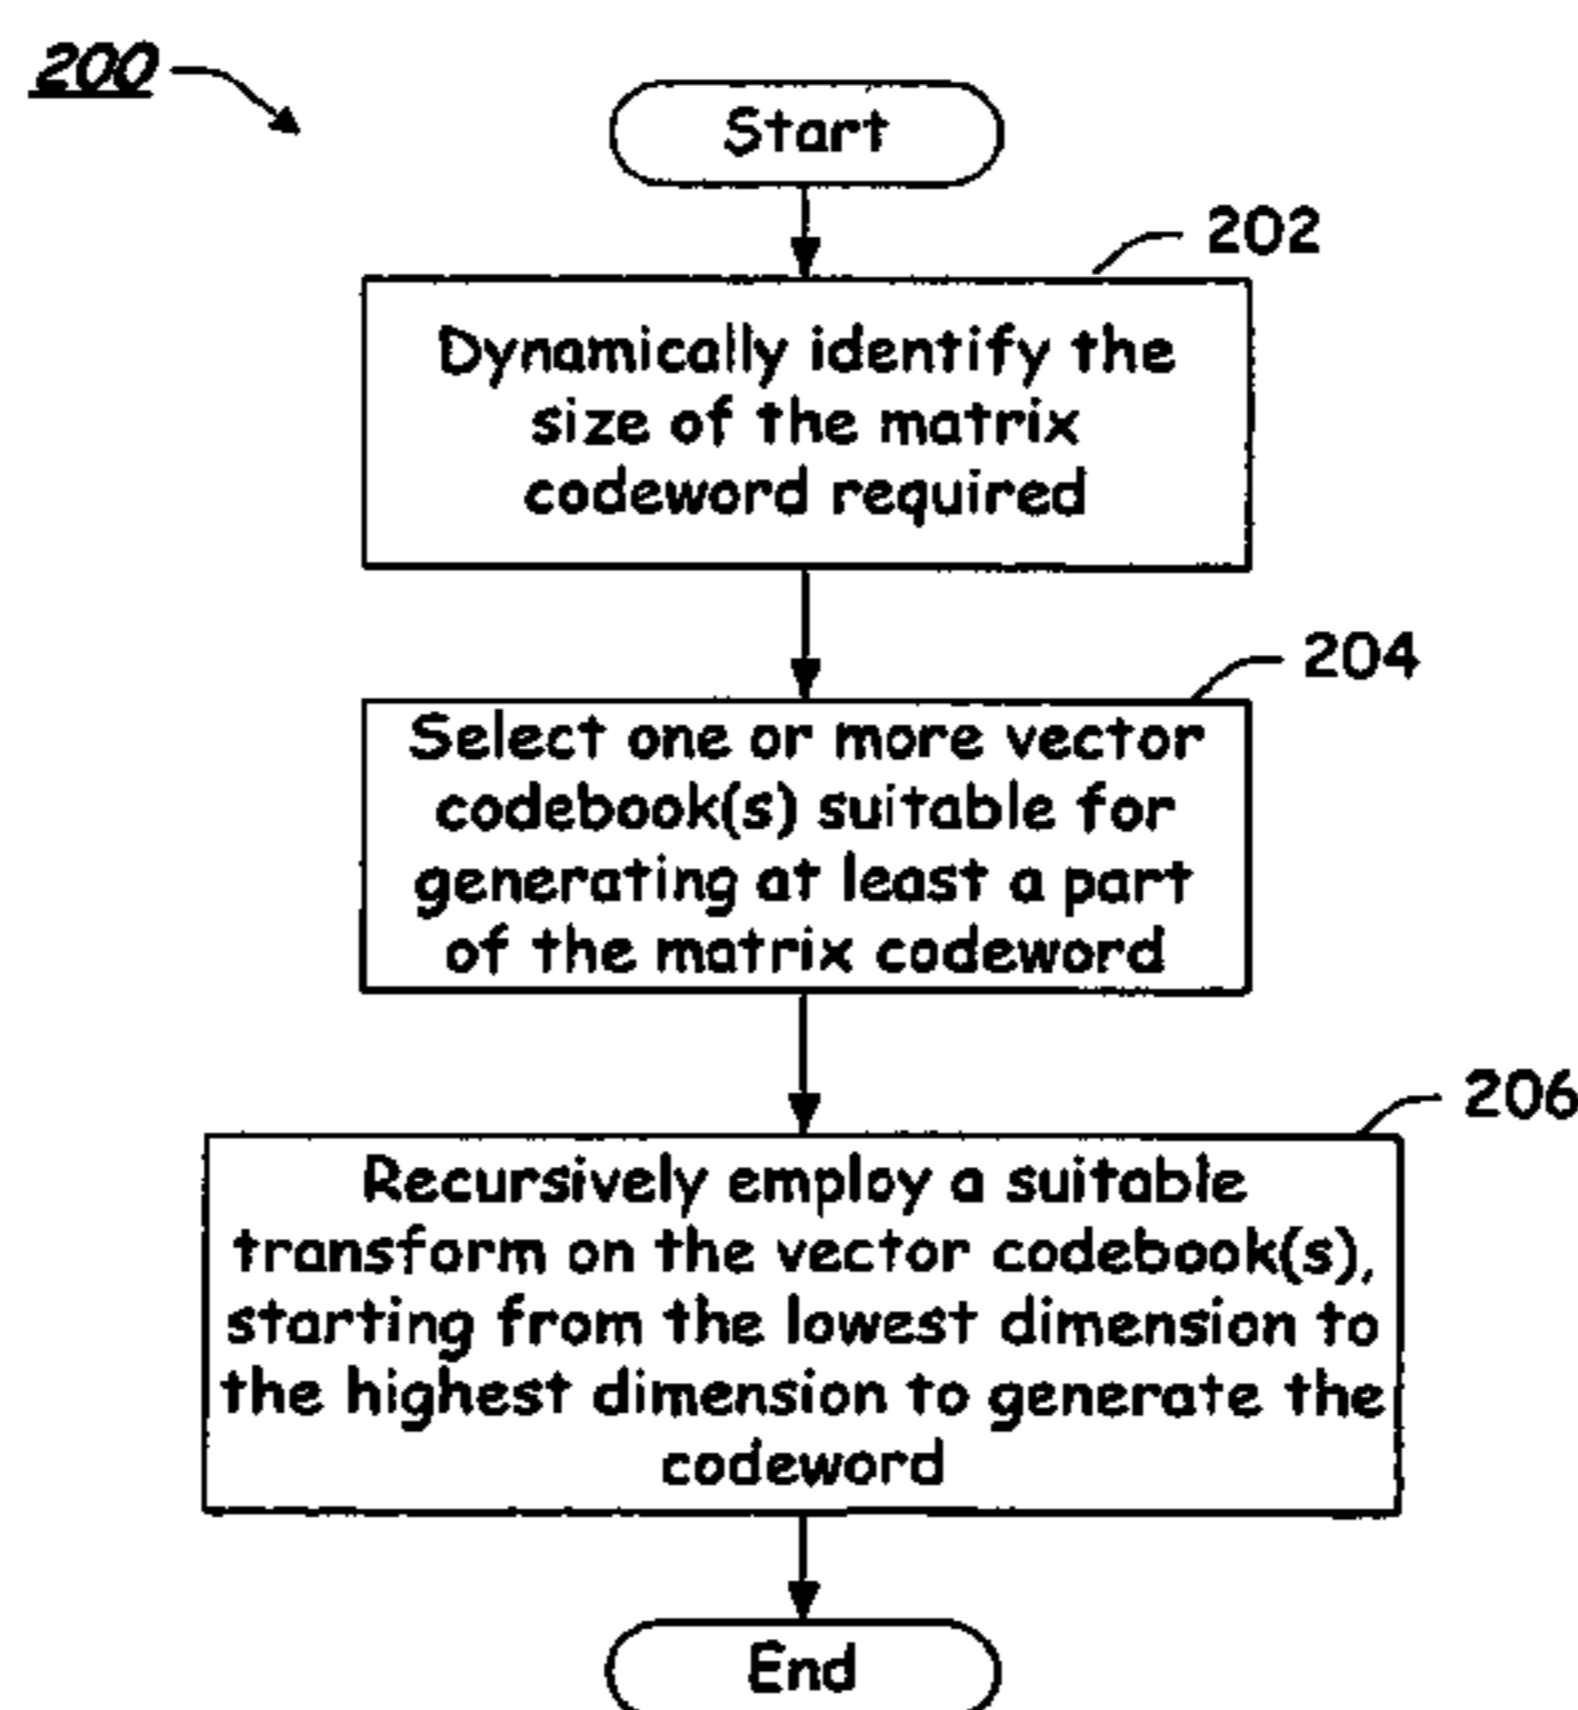 200
Start
202
Dynamically identify the
size of the matrix
codeword required
204
Select one or more vector
codebook(s) suitable for
generating at least a part
of the matrix codeword
206
Recursively employ a suitable
transform on the vector codebook(s),
starting from the lowest dimension to
the highest dimension to generate the
codeword
End